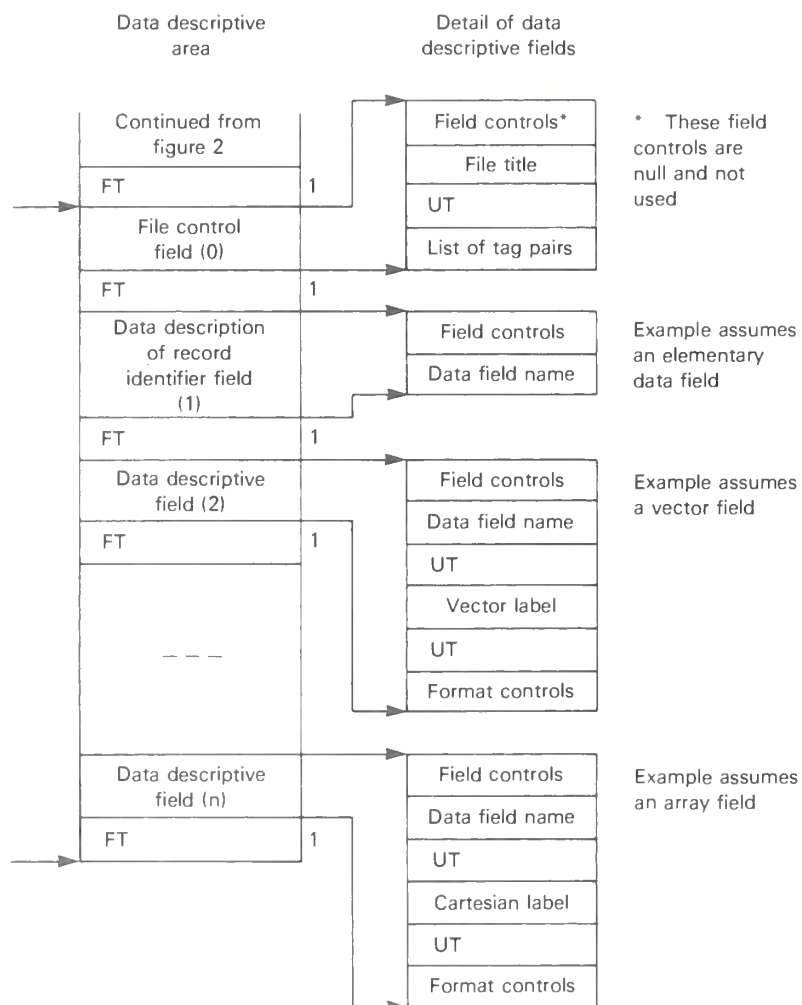 Data descriptive
area
Detail of data
descriptive fields
Continued from
figure 2
FT 1
File control
field (0)
FT 1
Data description
of record
identifier field
(1)
FT 1
Data descriptive
field (2)
FT 1
— — —
Data descriptive
field (n)
FT 1
Field controls*
File title
UT
List of tag pairs
* These field
controls are
null and not
used
Field controls
Data field name
Example assumes
an elementary
data field
Field controls
Data field name
UT
Vector label
UT
Format controls
Example assumes
a vector field
Field controls
Data field name
UT
Cartesian label
UT
Format controls
Example assumes
an array field